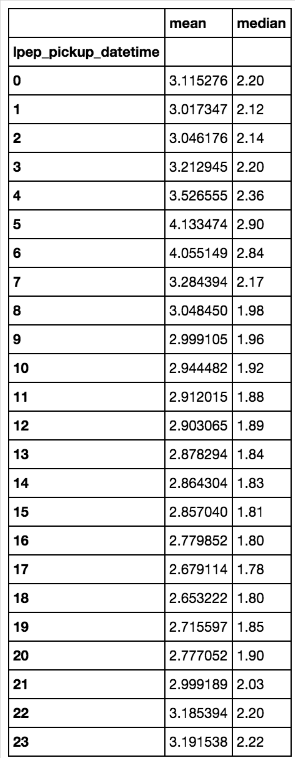 mean median
lpep_pickup_datetime
0 3.115276 2.20
1 3.017347 2.12
2 3.046176 2.14
3 3.212945 2.20
4 3.526555 2.36
5 4.133474 2.90
6 4.055149 2.84
7 3.284394 2.17
8 3.048450 1.98
9 2.999105 1.96
10 2.944482 1.92
11 2.912015 1.88
12 2.903065 1.89
13 2.878294 1.84
14 2.864304 1.83
15 2.857040 1.81
16 2.779852 1.80
17 2.679114 1.78
18 2.653222 1.80
19 2.715597 1.85
20 2.777052 1.90
21 2.999189 2.03
22 3.185394 2.20
23 3.191538 2.22